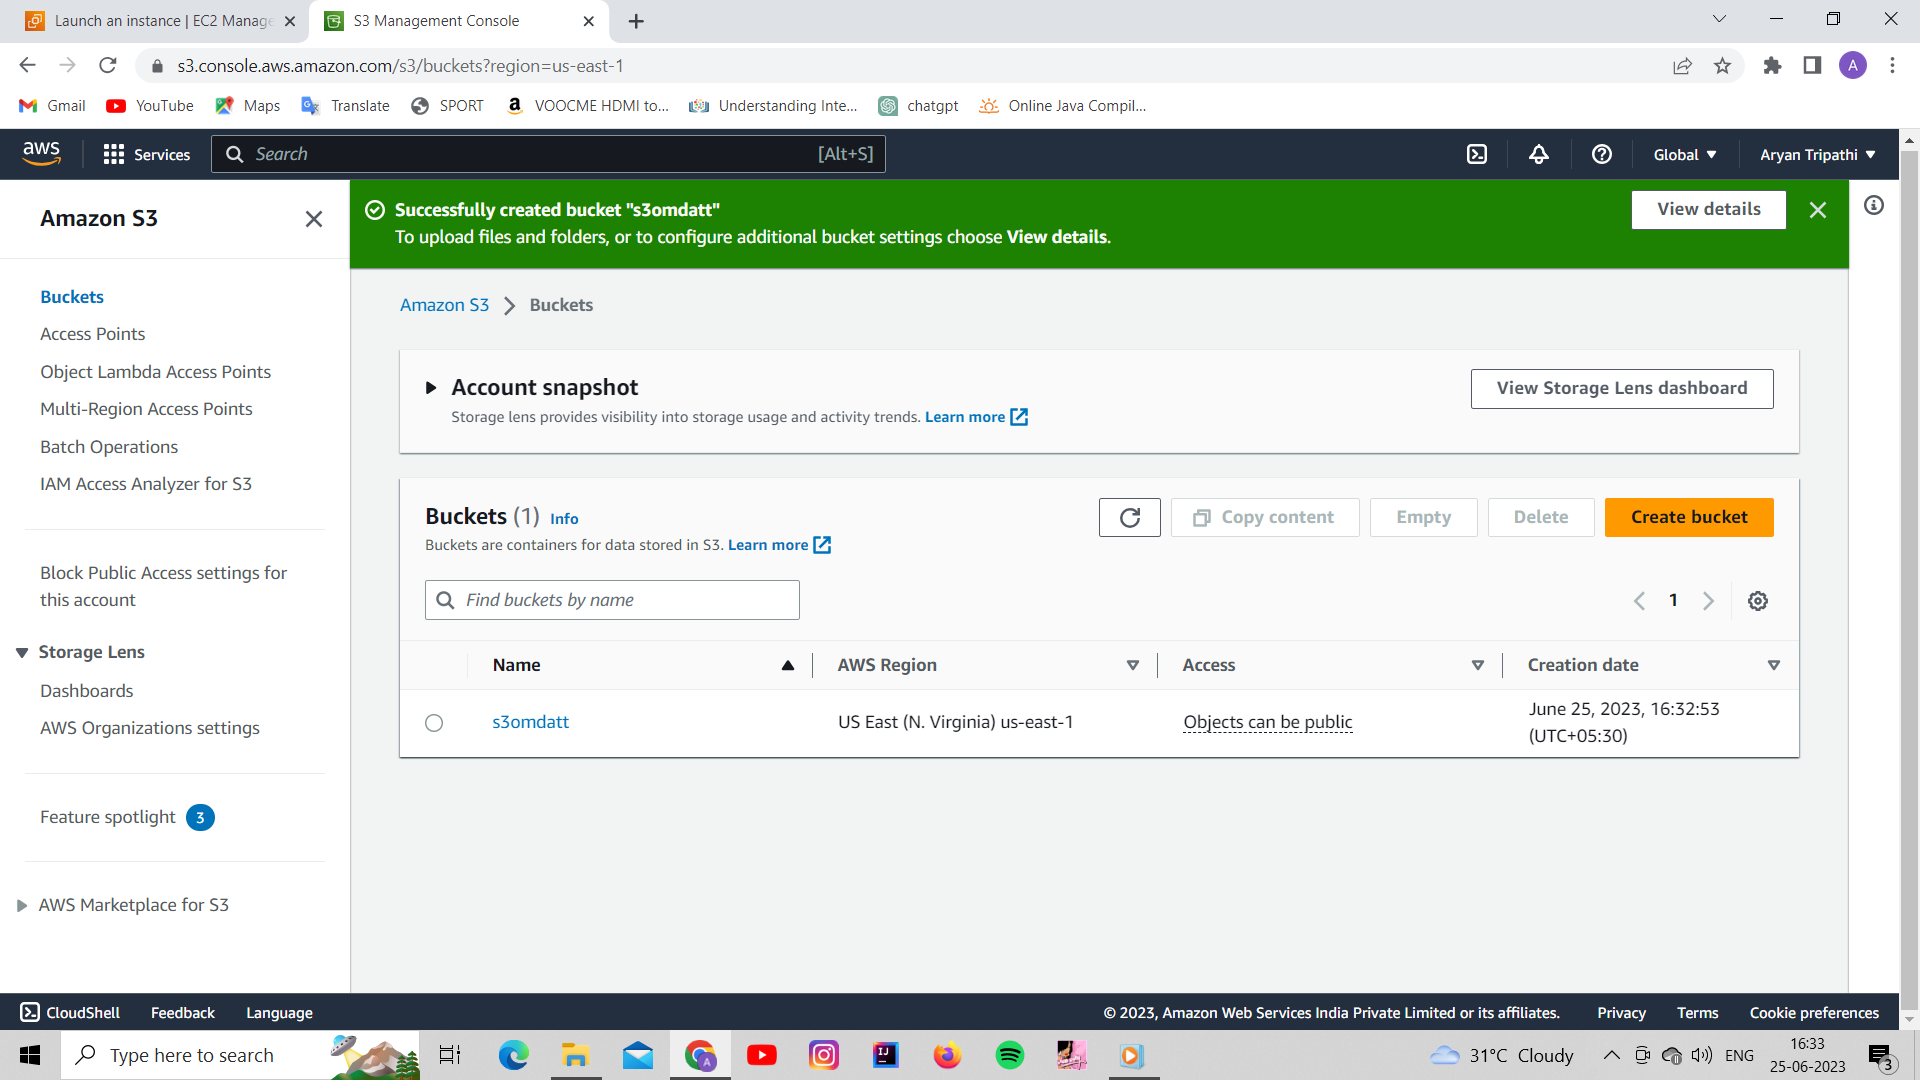 Launch an instance | EC2 Manage
S3 Management Console
s3.console.aws.amazon.com/s3/buckets?region=us-east-1
A
Gmail
YouTube
Maps
Translate
SPORT
VOOCME HDMI to...
Understanding Inte...
chatgpt
Online Java Compil...
aws
Services
Search
[Alt+S]
Global
Aryan Tripathi
Amazon S3
Successfully created bucket "s3omdatt"
To upload files and folders, or to configure additional bucket settings choose View details.
View details
Buckets
Access Points
Object Lambda Access Points
Multi-Region Access Points
Batch Operations
IAM Access Analyzer for S3
Block Public Access settings for
this account
Storage Lens
Dashboards
AWS Organizations settings
Feature spotlight 3
AWS Marketplace for S3
Amazon S3 > Buckets
Account snapshot
Storage lens provides visibility into storage usage and activity trends. Learn more
View Storage Lens dashboard
Buckets (1) Info
Buckets are containers for data stored in S3. Learn more
Copy content
Empty
Delete
Create bucket
Find buckets by name
1
Name
AWS Region
Access
Creation date
s3omdatt
US East (N. Virginia) us-east-1
Objects can be public
June 25, 2023, 16:32:53
(UTC+05:30)
CloudShell
Feedback
Language
© 2023, Amazon Web Services India Private Limited or its affiliates.
Privacy
Terms
Cookie preferences
Type here to search
A
IJ
31°C Cloudy
ENG
16:33
25-06-2023
3